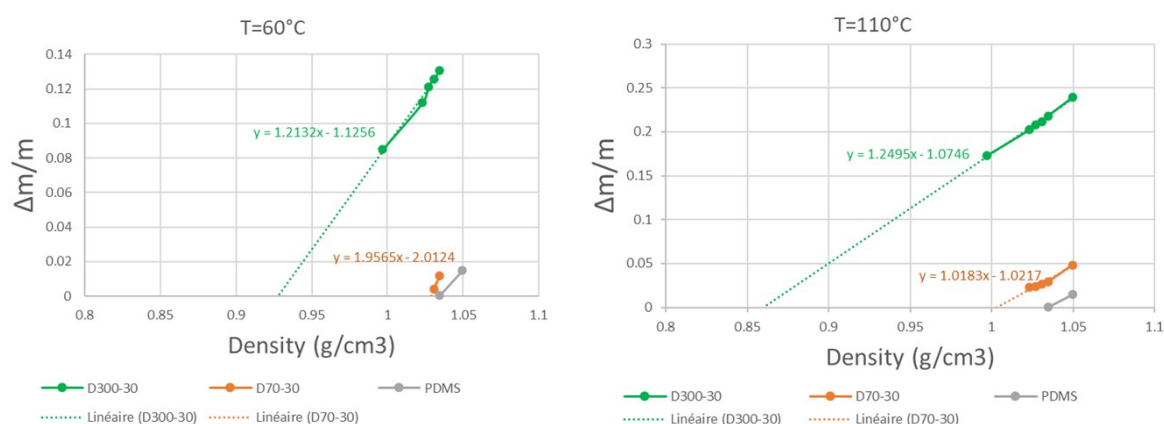 T=60°C
0.14
0.12
0.1
0.08
0.06
0.04
0.02
0
Δm/m
y = 1.2132x - 1.1256
y = 1.9565x - 2.0124
0.8 0.85 0.9 0.95 1 1.05 1.1
Density (g/cm3)
D300-30 D70-30 PDMS
Linéaire (D300-30) Linéaire (D70-30)
T=110°C
0.3
0.25
0.2
0.15
0.1
0.05
0
Δm/m
y = 1.2495x - 1.0746
y = 1.0183x - 1.0217
0.8 0.85 0.9 0.95 1 1.05 1.1
Density (g/cm3)
D300-30 D70-30 PDMS
Linéaire (D300-30) Linéaire (D70-30)